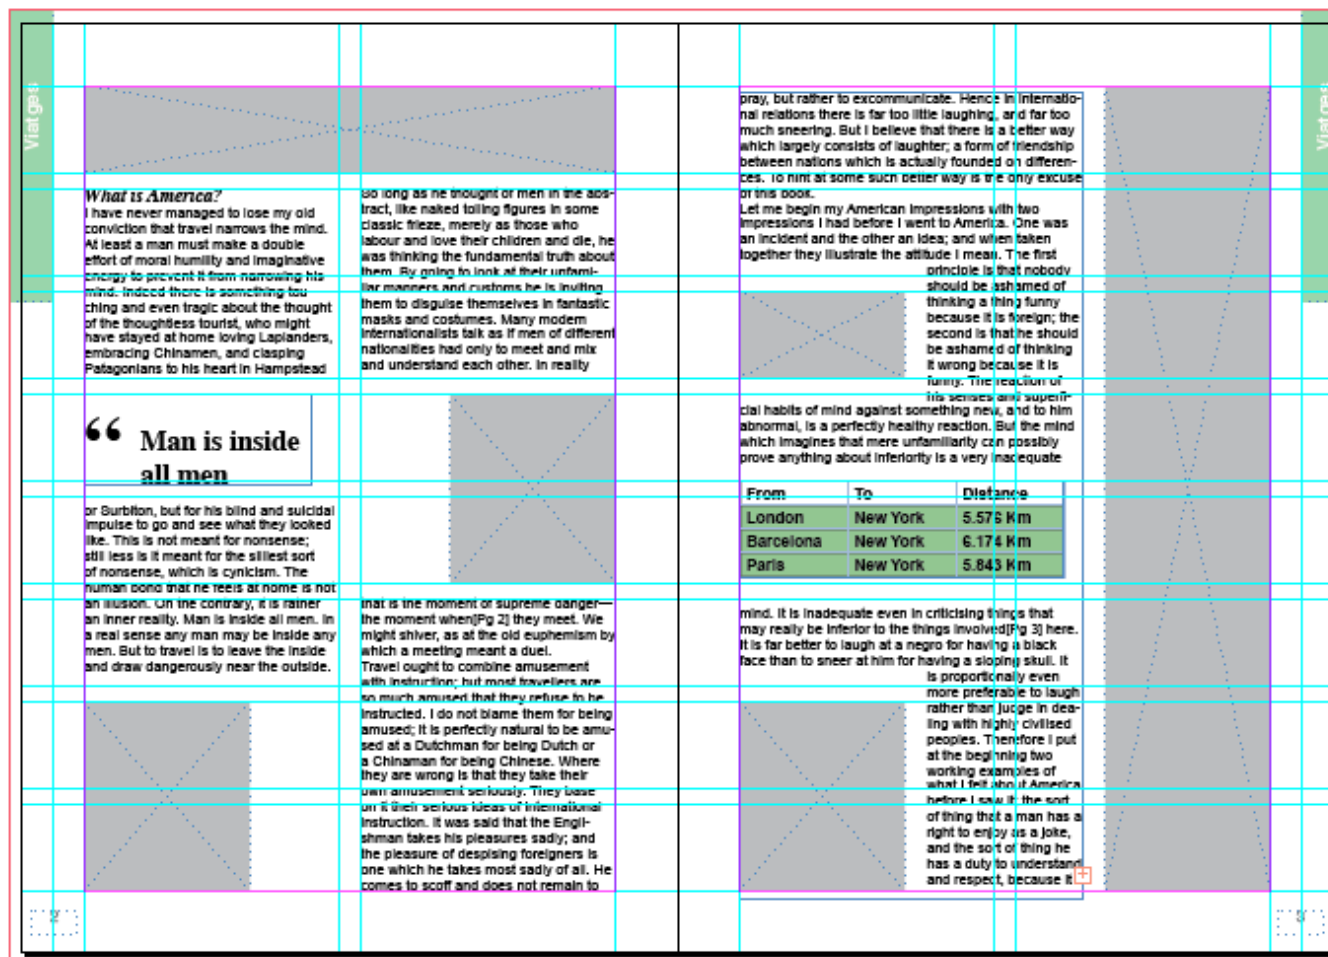 Viatges
What is America?
I have never managed to lose my old
conviction that travel narrows the mind.
At least a man must make a double
effort of moral humility and imaginative
energy to prevent it from narrowing his
mind. Indeed there is something tou-
ching and even tragic about the thought
of the thoughtless tourist, who might
have stayed at home loving Laplanders,
embracing Chinamen, and clasping
Patagonians to his heart in Hampstead
“ Man is inside
all men
or Surbiton, but for his blind and suicidal
impulse to go and see what they looked
like. This is not meant for nonsense;
still less is it meant for the silliest sort
of nonsense, which is cynicism. The
human bond that he feels at home is not
an illusion. On the contrary, it is rather
an inner reality. Man is inside all men. In
a real sense any man may be inside any
men. But to travel is to leave the inside
and draw dangerously near the outside.
So long as he thought of men in the abs-
tract, like naked toiling figures in some
classic frieze, merely as those who
labour and love their children and die, he
was thinking the fundamental truth about
them. By going to look at their unfami-
liar manners and customs he is inviting
them to disguise themselves in fantastic
masks and costumes. Many modern
internationalists talk as if men of different
nationalities had only to meet and mix
and understand each other. In reality
that is the moment of supreme danger—
the moment when[Pg 2] they meet. We
might shiver, as at the old euphemism by
which a meeting meant a duel.
Travel ought to combine amusement
with instruction; but most travellers are
so much amused that they refuse to be
instructed. I do not blame them for being
amused; it is perfectly natural to be amu-
sed at a Dutchman for being Dutch or
a Chinaman for being Chinese. Where
they are wrong is that they take their
own amusement seriously. They base
on it their serious ideas of international
instruction. It was said that the Engli-
shman takes his pleasures sadly; and
the pleasure of despising foreigners is
one which he takes most sadly of all. He
comes to scoff and does not remain to
2
pray, but rather to excommunicate. Hence in internatio-
nal relations there is far too little laughing, and far too
much sneering. But I believe that there is a better way
which largely consists of laughter; a form of friendship
between nations which is actually founded on differen-
ces. To hint at some such better way is the only excuse
of this book.
Let me begin my American impressions with two
impressions I had before I went to America. One was
an incident and the other an idea; and when taken
together they illustrate the attitude I mean. The first
principle is that nobody
should be ashamed of
thinking a thing funny
because it is foreign; the
second is that he should
be ashamed of thinking
it wrong because it is
funny. The reaction of
his senses and superfi-
cial habits of mind against something new, and to him
abnormal, is a perfectly healthy reaction. But the mind
which imagines that mere unfamiliarity can possibly
prove anything about inferiority is a very inadequate
From To Distance
London New York 5.576 Km
Barcelona New York 6.174 Km
Paris New York 5.843 Km
mind. It is inadequate even in criticising things that
may really be inferior to the things involved[Pg 3] here.
It is far better to laugh at a negro for having a black
face than to sneer at him for having a sloping skull. It
is proportionally even
more preferable to laugh
rather than judge in dea-
ling with highly civilised
peoples. Therefore I put
at the beginning two
working examples of
what I felt about America
before I saw it; the sort
of thing that a man has a
right to enjoy as a joke,
and the sort of thing he
has a duty to understand
and respect, because it
3
Viatges